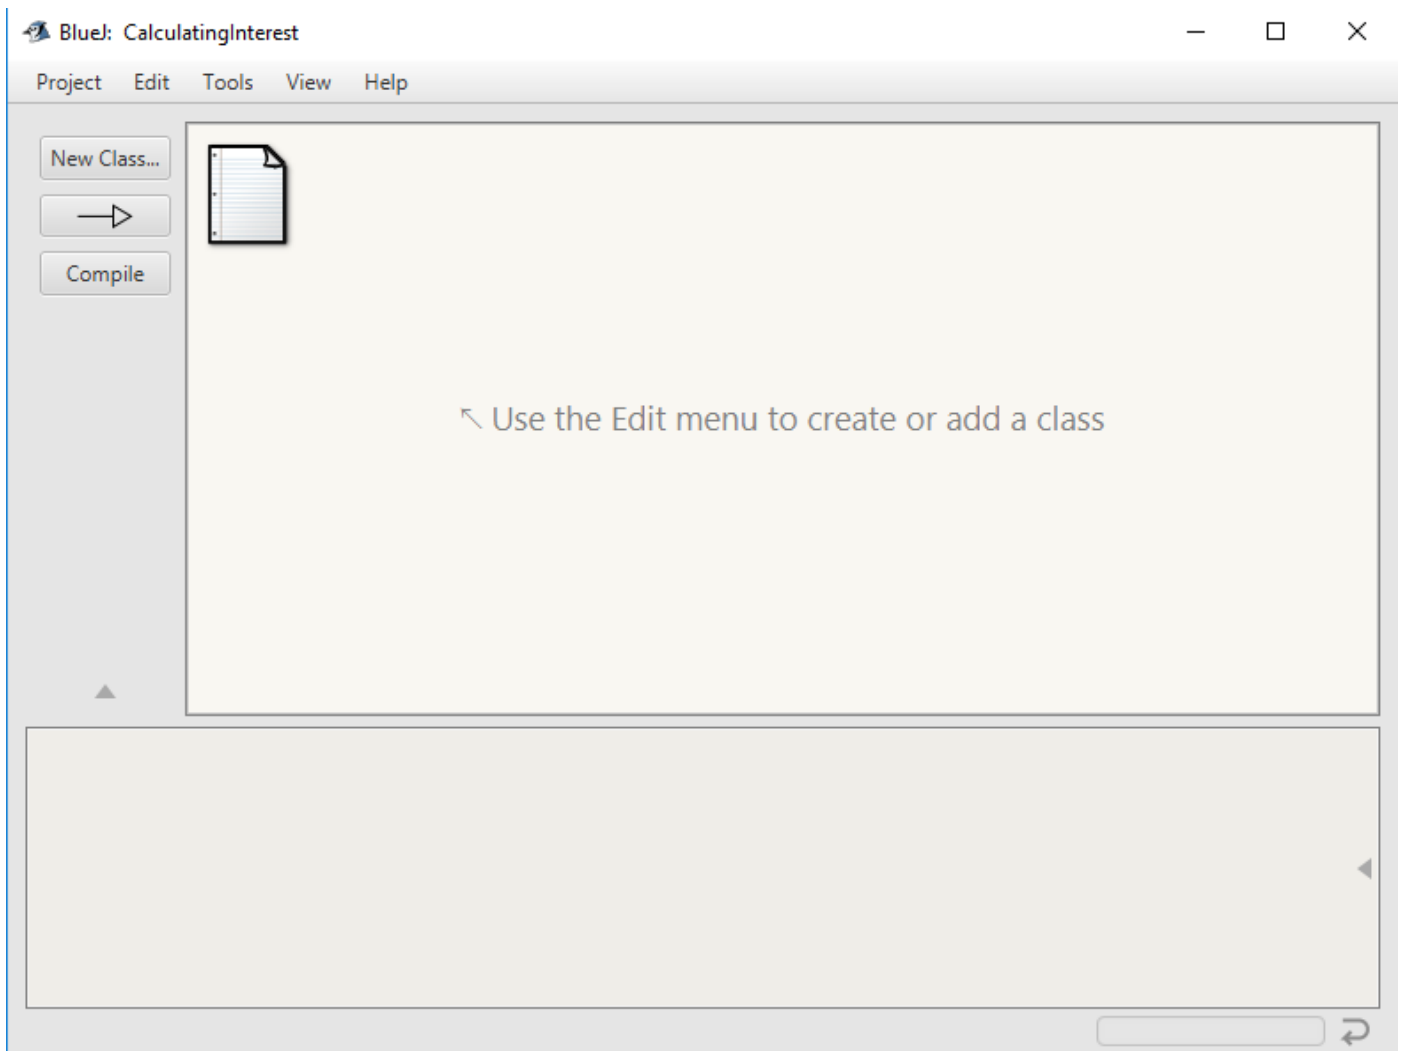 BlueJ: CalculatingInterest
Project Edit Tools View Help
New Class...
Compile
Use the Edit menu to create or add a class